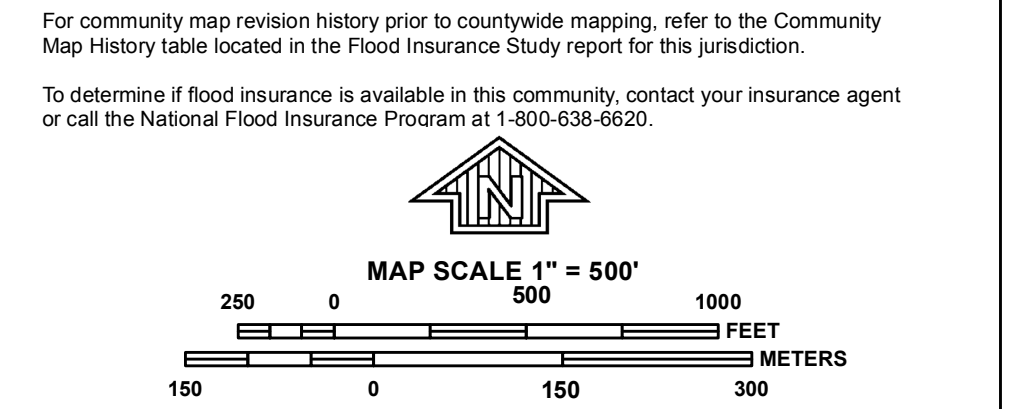 For community map revision history prior to countywide mapping, refer to the Community
Map History table located in the Flood Insurance Study report for this jurisdiction.
To determine if flood insurance is available in this community, contact your insurance agent
or call the National Flood Insurance Program at 1-800-638-6620.
N
MAP SCALE 1" = 500'
250 0 500 1000
FEET
METERS
150 0 150 300